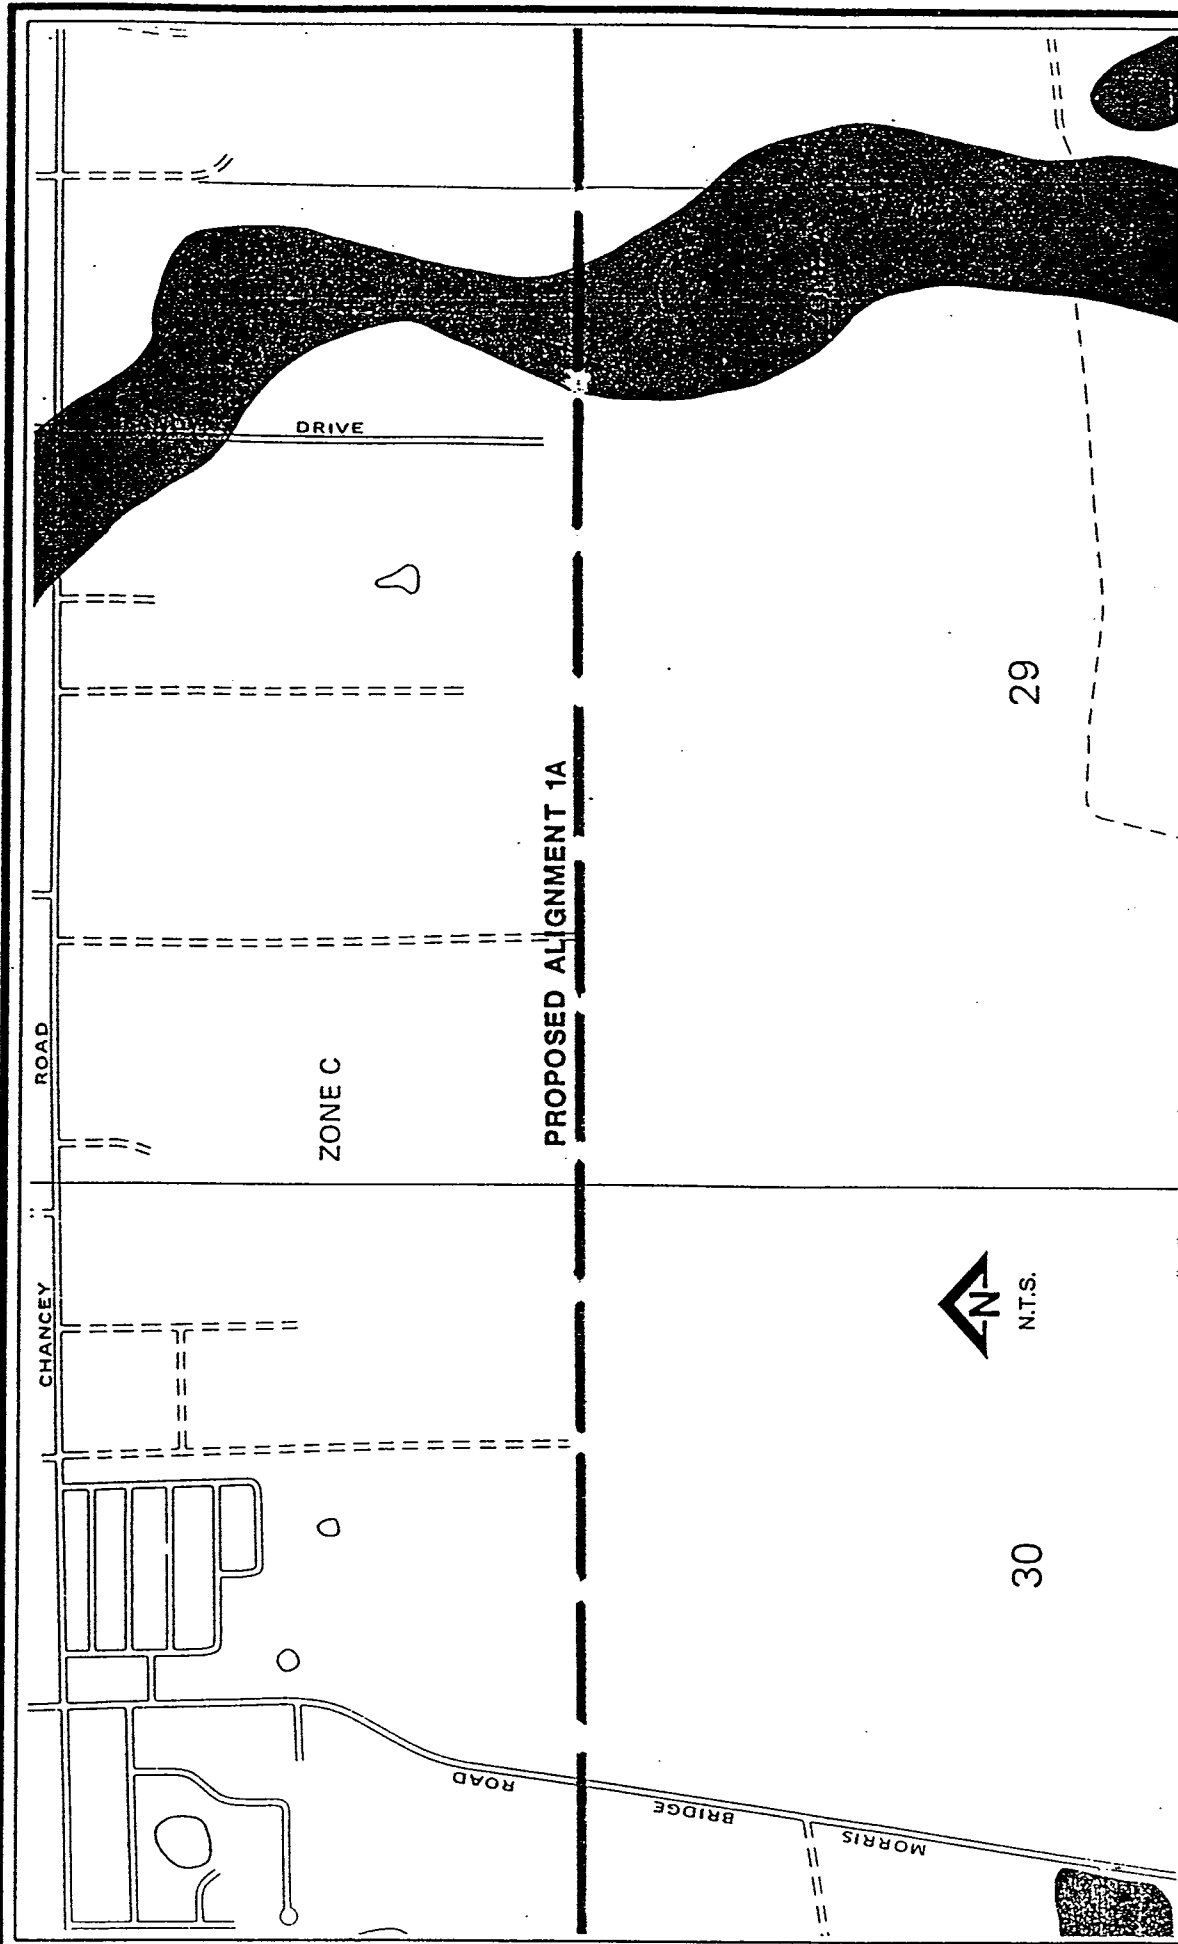 CHANCEY ROAD
DRIVE
ZONE C
PROPOSED ALIGNMENT 1A
29
30
N
N.T.S.
MORRIS BRIDGE ROAD